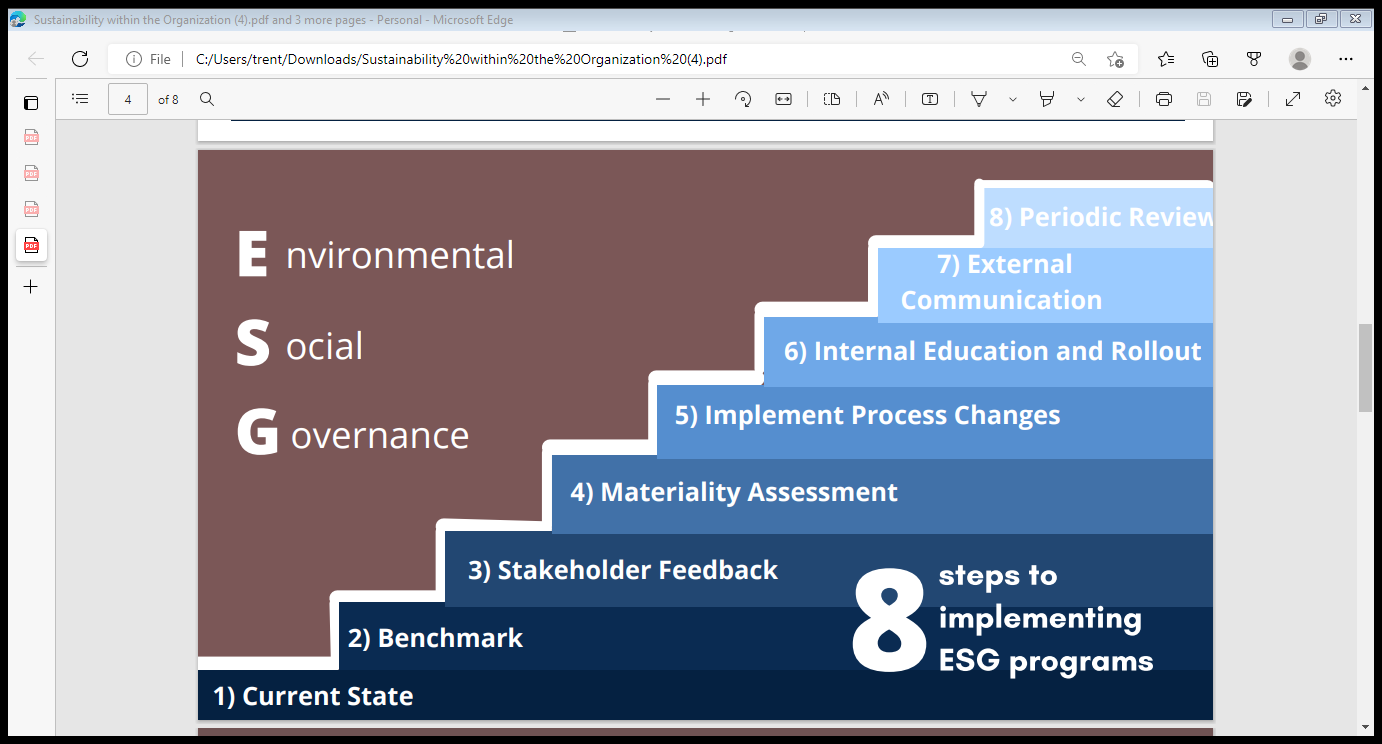 Sustainability within the Organization (4).pdf and 3 more pages - Personal - Microsoft Edge
File C:/Users/trent/Downloads/Sustainability%20within%20the%20Organization%20(4).pdf
4 of 8
E nvironmental
S ocial
G overnance
8) Periodic Review
7) External
Communication
6) Internal Education and Rollout
5) Implement Process Changes
4) Materiality Assessment
3) Stakeholder Feedback
2) Benchmark
1) Current State
8 steps to
implementing
ESG programs